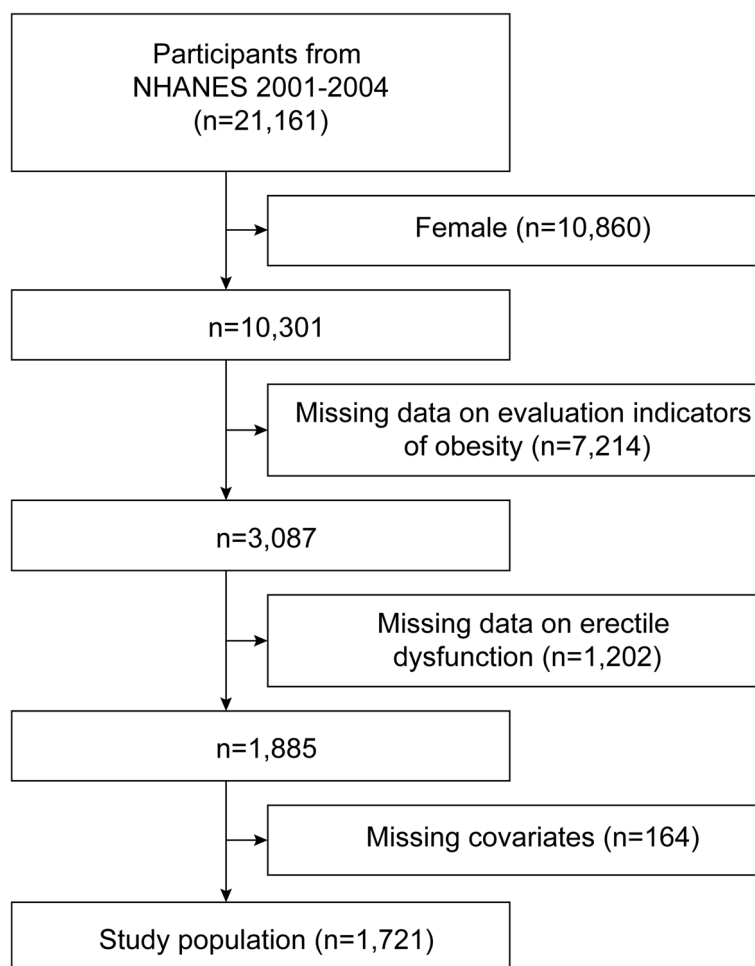 Participants from
NHANES 2001-2004
(n=21,161)
Female (n=10,860)
n=10,301
Missing data on evaluation indicators
of obesity (n=7,214)
n=3,087
Missing data on erectile
dysfunction (n=1,202)
n=1,885
Missing covariates (n=164)
Study population (n=1,721)